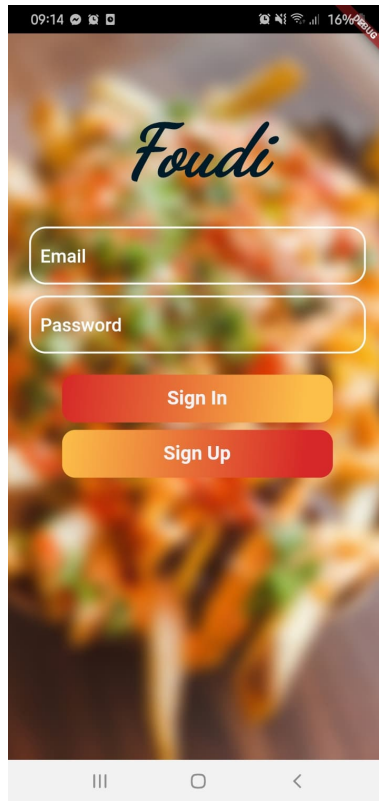 09:14
16%
DEBUG
Foudi
Email
Password
Sign In
Sign Up